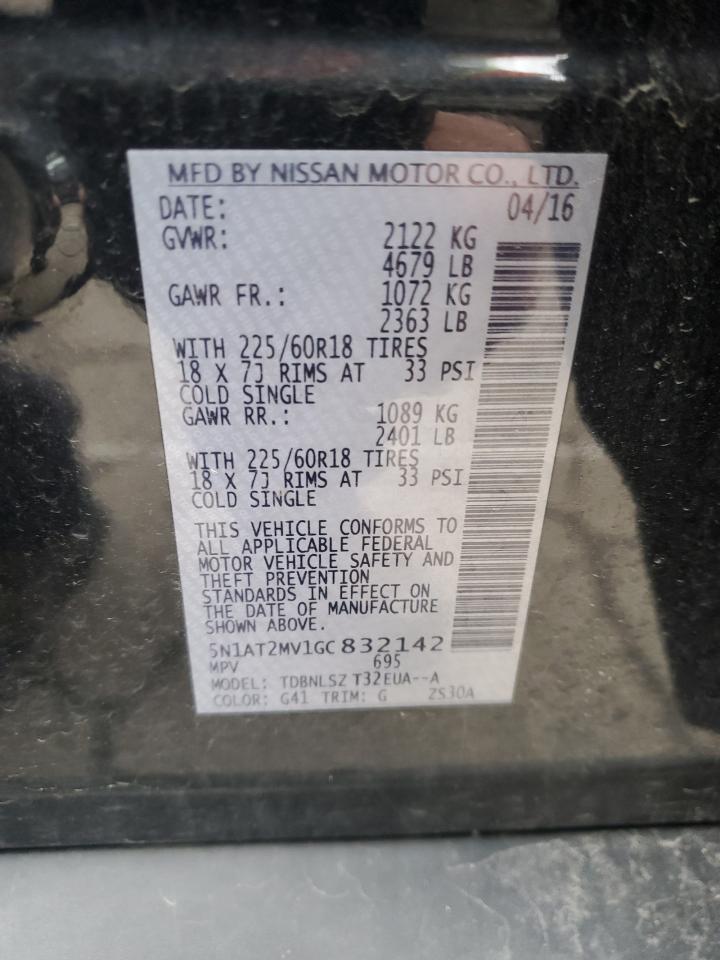 MFD BY NISSAN MOTOR CO., LTD.
DATE: 04/16
GVWR: 2122 KG
4679 LB
GAWR FR.: 1072 KG
2363 LB
WITH 225/60R18 TIRES
18 X 7J RIMS AT 33 PSI
COLD SINGLE
GAWR RR.: 1089 KG
2401 LB
WITH 225/60R18 TIRES
18 X 7J RIMS AT 33 PSI
COLD SINGLE
THIS VEHICLE CONFORMS TO
ALL APPLICABLE FEDERAL
MOTOR VEHICLE SAFETY AND
THEFT PREVENTION
STANDARDS IN EFFECT ON
THE DATE OF MANUFACTURE
SHOWN ABOVE.
5N1AT2MV1GC832142
MPV 695
MODEL: TDBNLSZ T32EUA--A
COLOR: G41 TRIM: G ZS30A